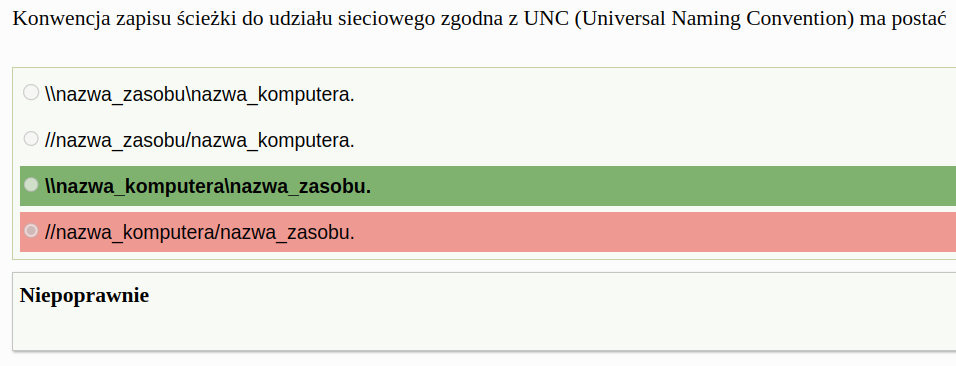 Konwencja zapisu ścieżki do udziału sieciowego zgodna z UNC (Universal Naming Convention) ma postać
\\nazwa_zasobu\nazwa_komputera.
//nazwa_zasobu/nazwa_komputera.
\\nazwa_komputera\nazwa_zasobu.
//nazwa_komputera/nazwa_zasobu.
Niepoprawnie